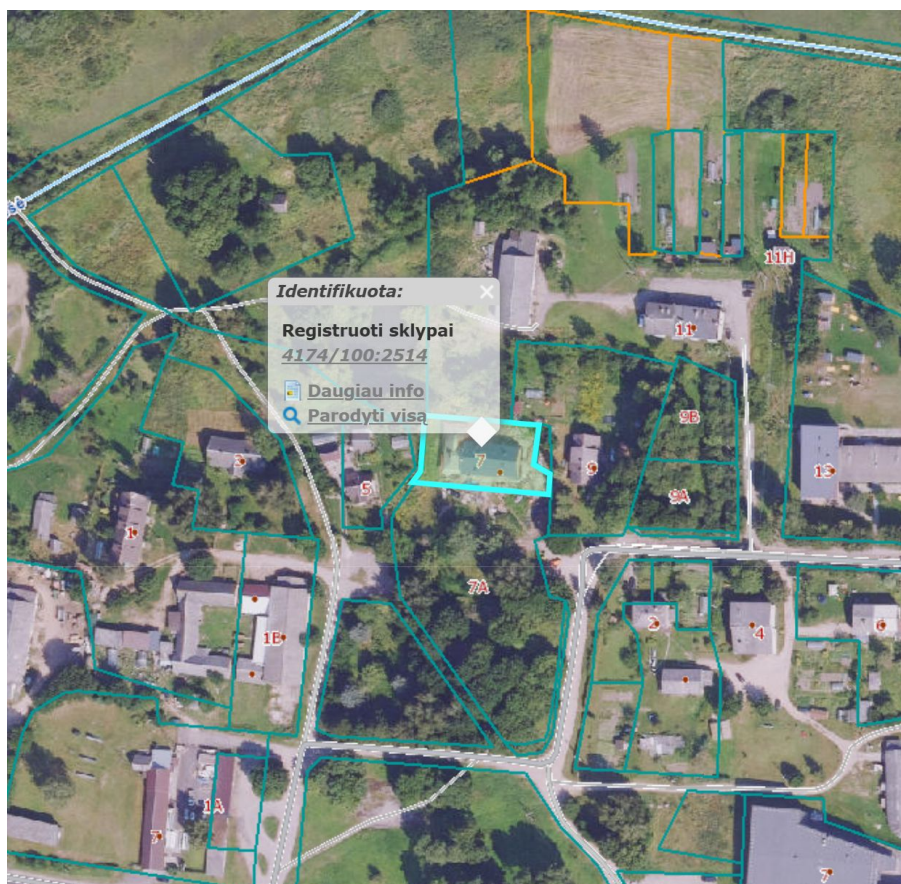 11H
Identifikuota:
Registruoti sklypai
4174/100:2514
Daugiau info
Parodyti visą
11
9B
3
5
7
9
9A
13
1
7A
1B
2
4
6
1A
7